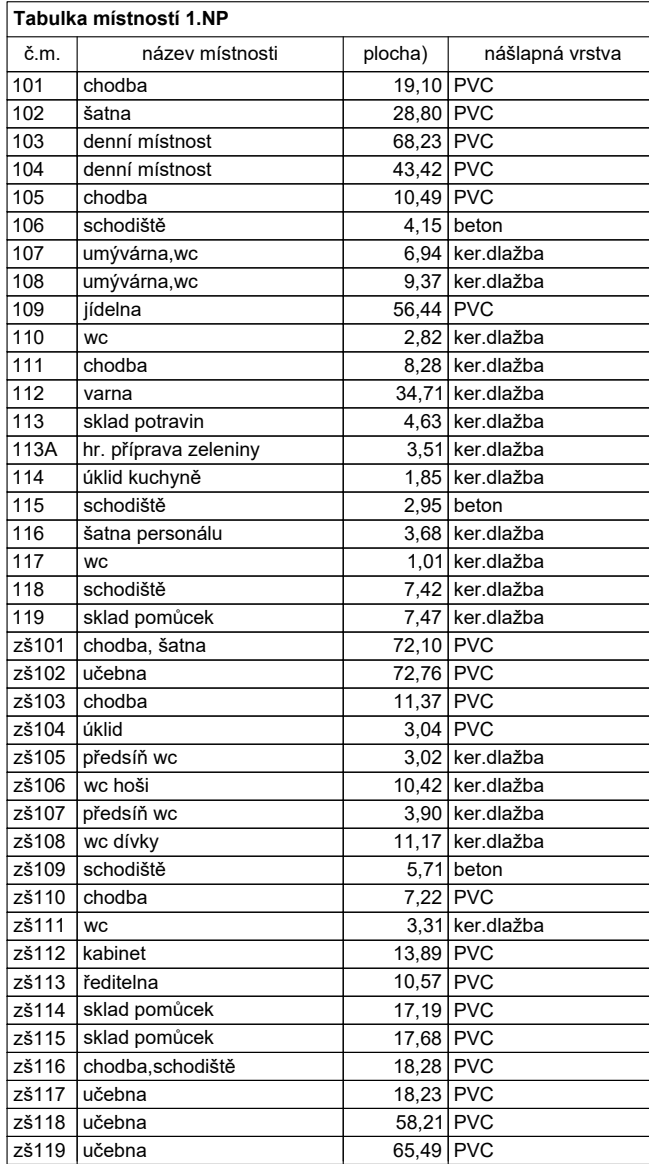 Tabulka místností 1.NP
č.m. název místnosti plocha) nášlapná vrstva
101 chodba 19,10 PVC
102 šatna 28,80 PVC
103 denní místnost 68,23 PVC
104 denní místnost 43,42 PVC
105 chodba 10,49 PVC
106 schodiště 4,15 beton
107 umývárna,wc 6,94 ker.dlažba
108 umývárna,wc 9,37 ker.dlažba
109 jídelna 56,44 PVC
110 wc 2,82 ker.dlažba
111 chodba 8,28 ker.dlažba
112 varna 34,71 ker.dlažba
113 sklad potravin 4,63 ker.dlažba
113A hr. příprava zeleniny 3,51 ker.dlažba
114 úklid kuchyně 1,85 ker.dlažba
115 schodiště 2,95 beton
116 šatna personálu 3,68 ker.dlažba
117 wc 1,01 ker.dlažba
118 schodiště 7,42 ker.dlažba
119 sklad pomůcek 7,47 ker.dlažba
zš101 chodba, šatna 72,10 PVC
zš102 učebna 72,76 PVC
zš103 chodba 11,37 PVC
zš104 úklid 3,04 PVC
zš105 předsíň wc 3,02 ker.dlažba
zš106 wc hoši 10,42 ker.dlažba
zš107 předsíň wc 3,90 ker.dlažba
zš108 wc dívky 11,17 ker.dlažba
zš109 schodiště 5,71 beton
zš110 chodba 7,22 PVC
zš111 wc 3,31 ker.dlažba
zš112 kabinet 13,89 PVC
zš113 ředitelna 10,57 PVC
zš114 sklad pomůcek 17,19 PVC
zš115 sklad pomůcek 17,68 PVC
zš116 chodba,schodiště 18,28 PVC
zš117 učebna 18,23 PVC
zš118 učebna 58,21 PVC
zš119 učebna 65,49 PVC